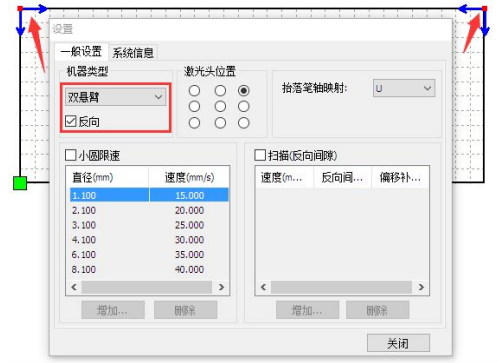 设置
一般设置 系统信息
机器类型 激光头位置
双悬臂 抬落笔轴映射: U
反向
小圆限速 扫描(反向间隙)
直径(mm) 速度(mm/s) 速度(m... 反向间... 偏移补...
1.100 15.000
2.100 20.000
3.100 25.000
4.100 30.000
6.100 35.000
8.100 40.000
增加... 删除 增加... 删除
关闭